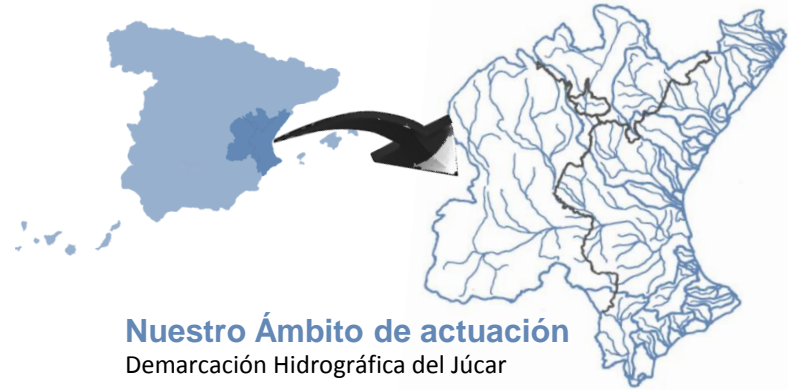 Nuestro Ámbito de actuación
Demarcación Hidrográfica del Júcar